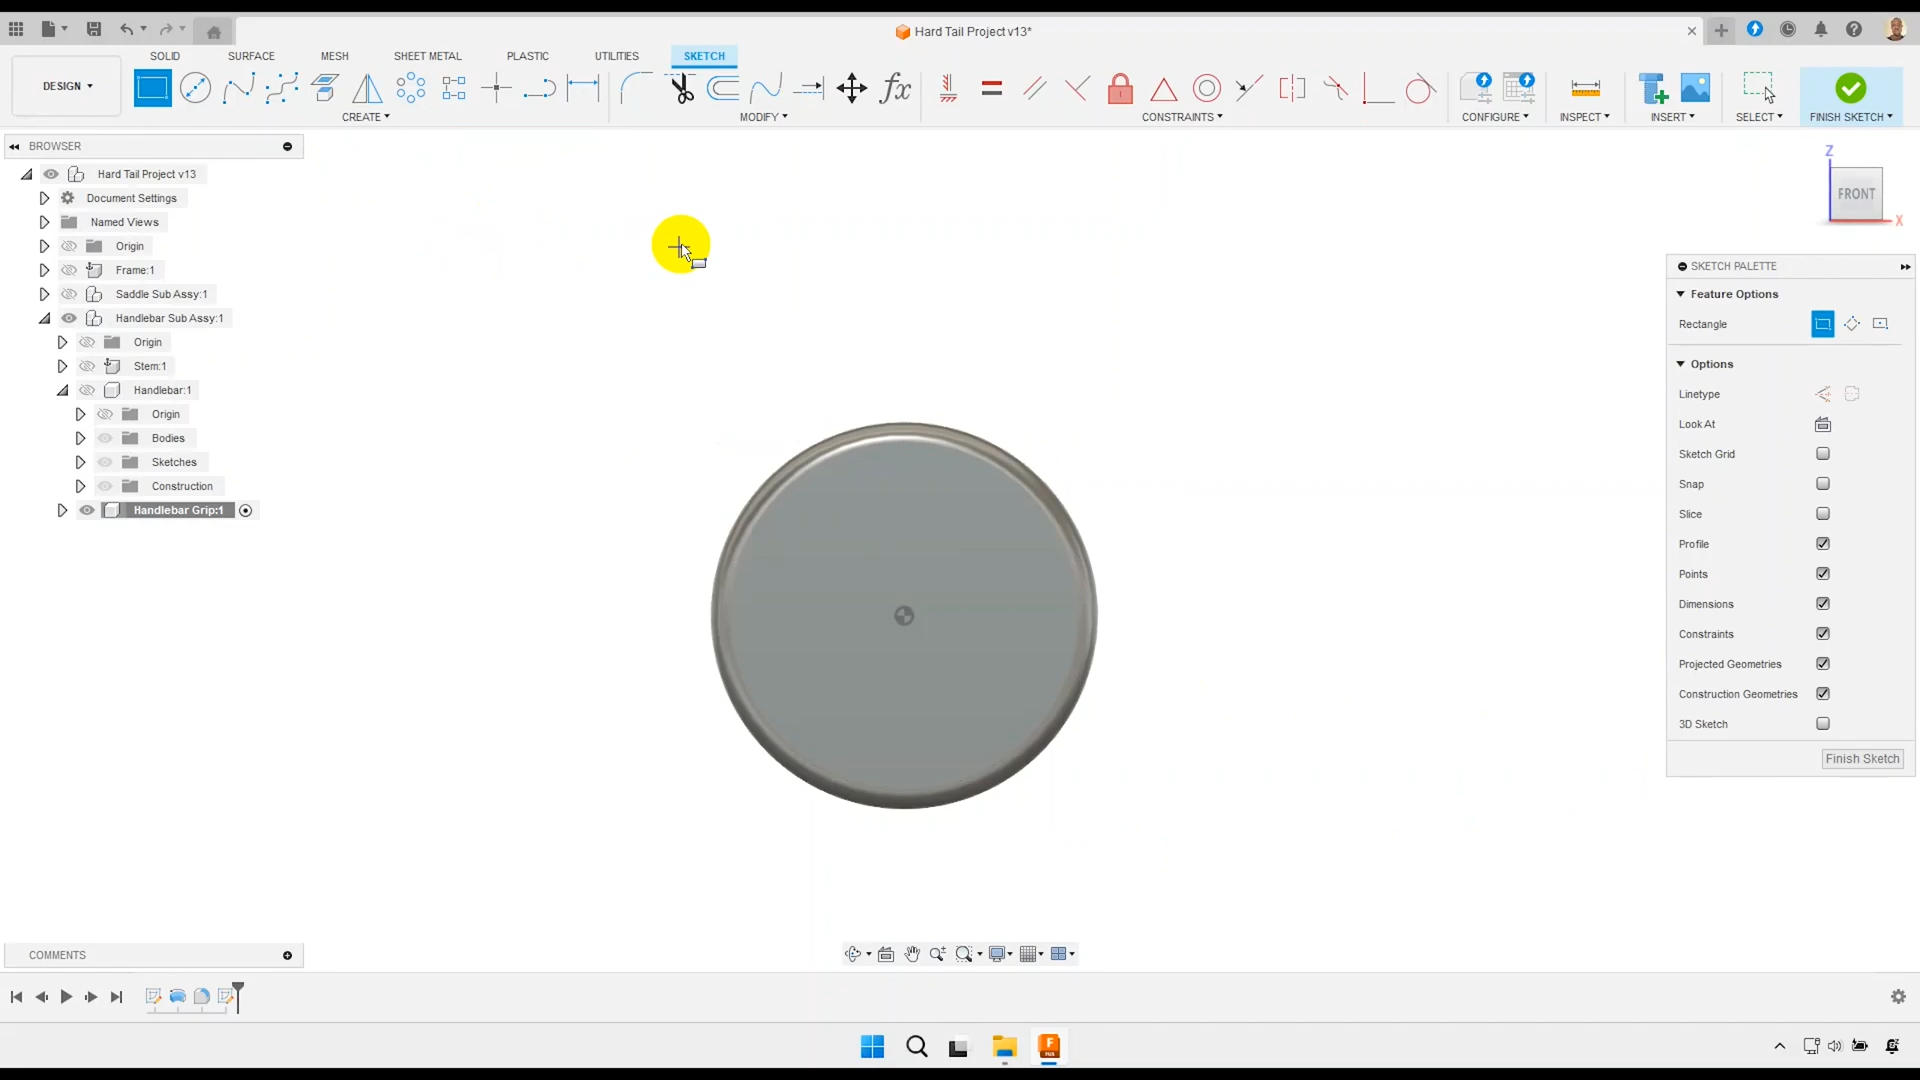 Hard Tail Project v13*
DESIGN
SOLID
SURFACE
MESH
SHEET METAL
PLASTIC
UTILITIES
SKETCH
CREATE
MODIFY
fx
CONSTRAINTS
CONFIGURE
INSPECT
INSERT
SELECT
FINISH SKETCH
BROWSER
Hard Tail Project v13
Document Settings
Named Views
Origin
Frame:1
Saddle Sub Assy:1
Handlebar Sub Assy:1
Origin
Stem:1
Handlebar:1
Origin
Bodies
Sketches
Construction
Handlebar Grip:1
Z
FRONT
X
SKETCH PALETTE
Feature Options
Rectangle
Options
Linetype
Look At
Sketch Grid
Snap
Slice
Profile
Points
Dimensions
Constraints
Projected Geometries
Construction Geometries
3D Sketch
Finish Sketch
COMMENTS